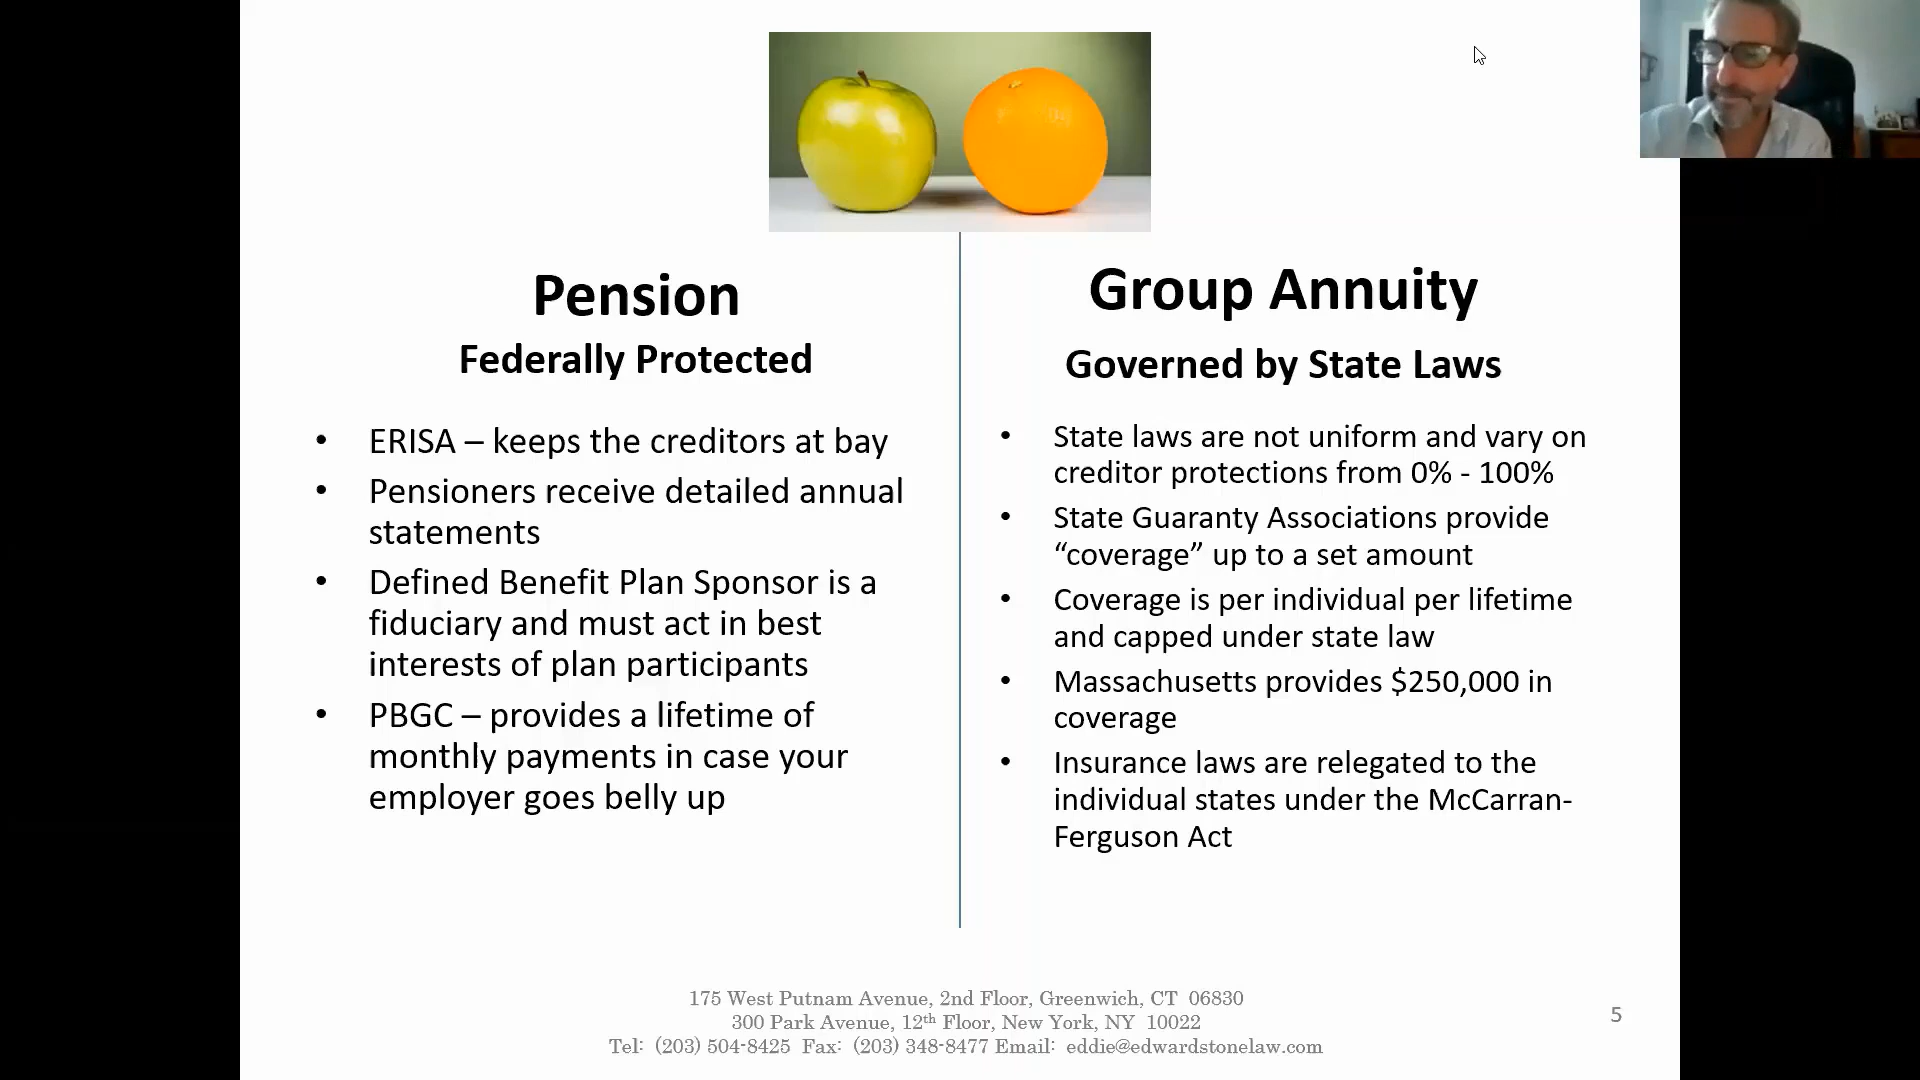 Pension
Federally Protected
• ERISA – keeps the creditors at bay
• Pensioners receive detailed annual
statements
• Defined Benefit Plan Sponsor is a
fiduciary and must act in best
interests of plan participants
• PBGC – provides a lifetime of
monthly payments in case your
employer goes belly up
Group Annuity
Governed by State Laws
• State laws are not uniform and vary on
creditor protections from 0% - 100%
• State Guaranty Associations provide
“coverage” up to a set amount
• Coverage is per individual per lifetime
and capped under state law
• Massachusetts provides $250,000 in
coverage
• Insurance laws are relegated to the
individual states under the McCarran-
Ferguson Act
175 West Putnam Avenue, 2nd Floor, Greenwich, CT 06830
300 Park Avenue, 12th Floor, New York, NY 10022
Tel: (203) 504-8425 Fax: (203) 348-8477 Email: eddie@edwardstonelaw.com
5